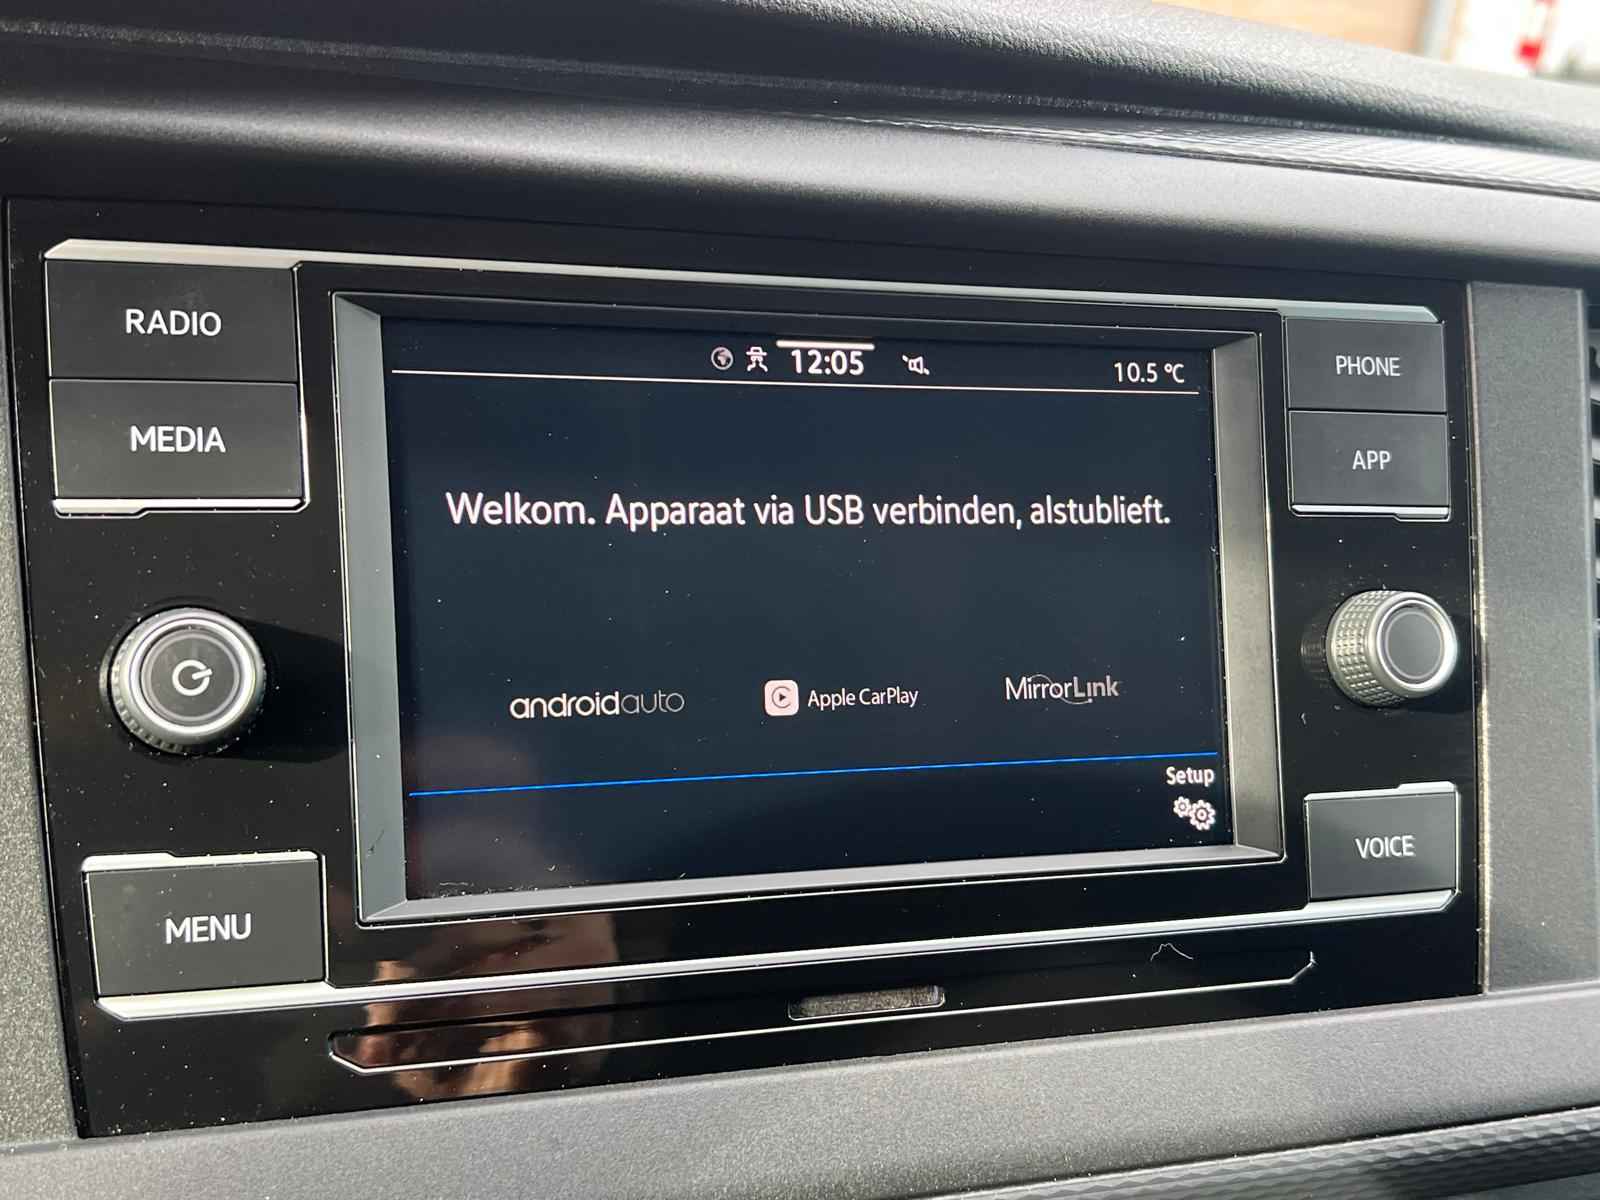 RADIO
MEDIA
MENU
12:05
10.5 °C
Welkom. Apparaat via USB verbinden, alstublieft.
androidauto
Apple CarPlay
MirrorLink
Setup
PHONE
APP
VOICE